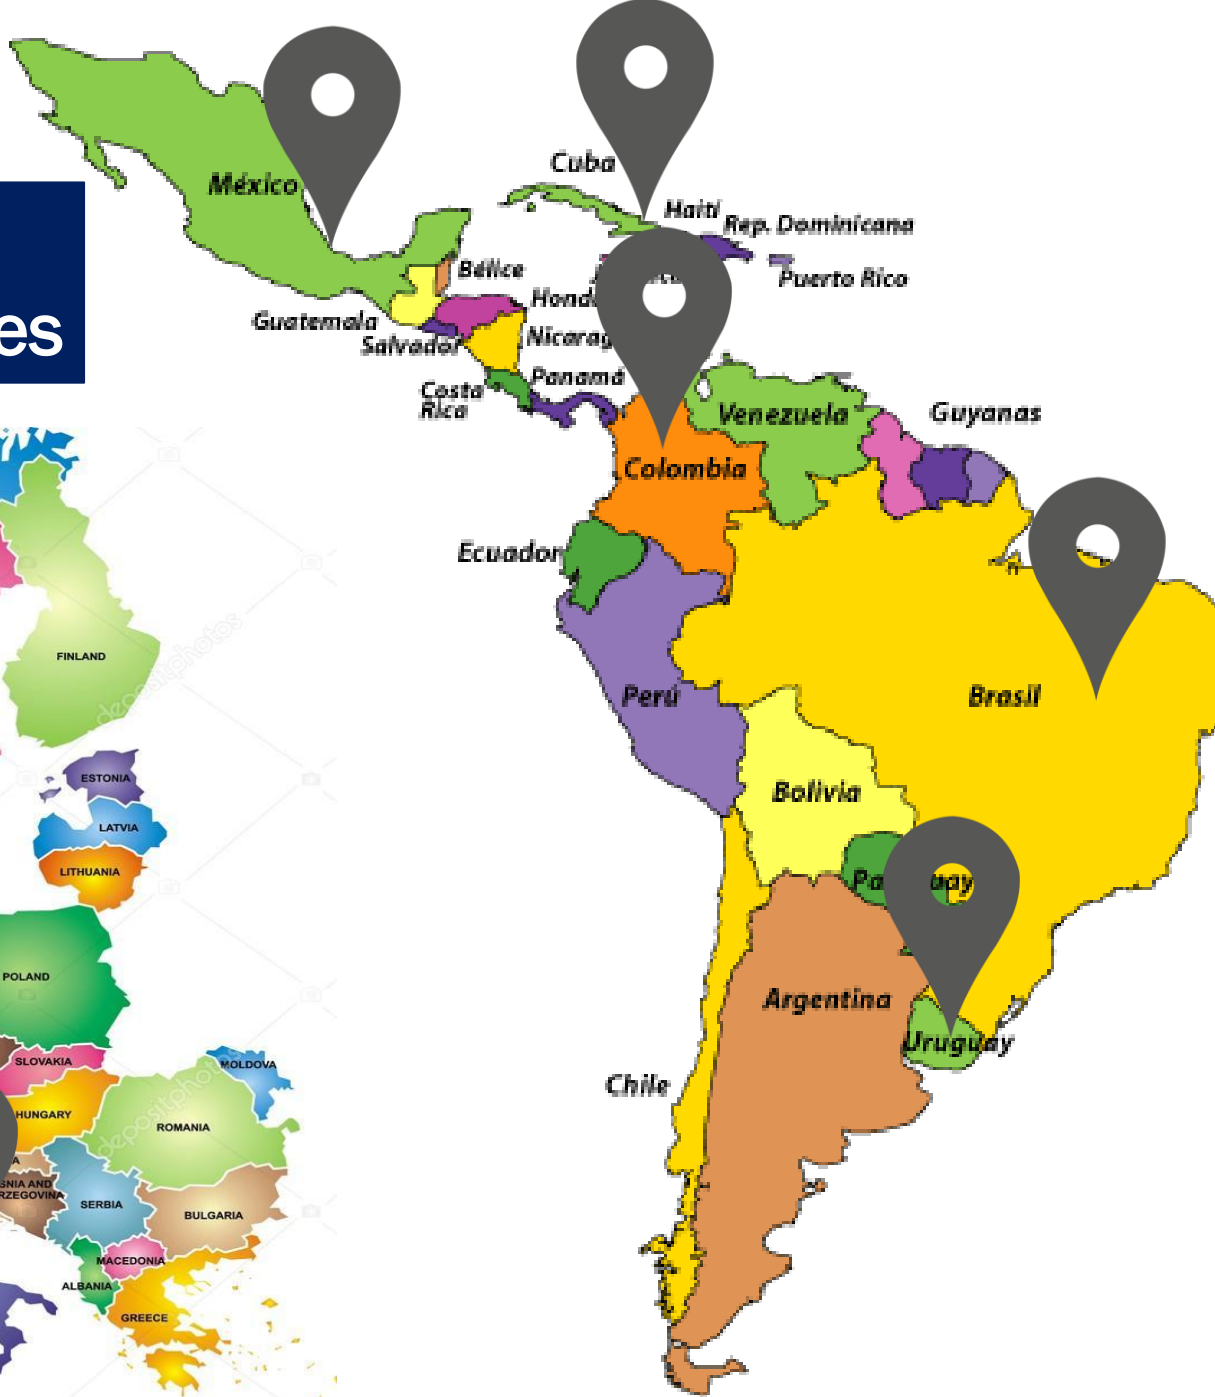 México
Cuba
Haití
Rep. Dominicana
Puerto Rico
Bélice
Guatemala
Salvador
Costa
Rica
Panamá
Venezuela
Guyanas
Colombia
Ecuador
Perú
Brasil
Bolivia
Argentina
Uruguay
Chile
es
FINLAND
ESTONIA
LATVIA
LITHUANIA
POLAND
SLOVAKIA
MOLDOVA
HUNGARY
ROMANIA
SERBIA
BULGARIA
MACEDONIA
ALBANIA
GREECE
depositphotos
depositphotos